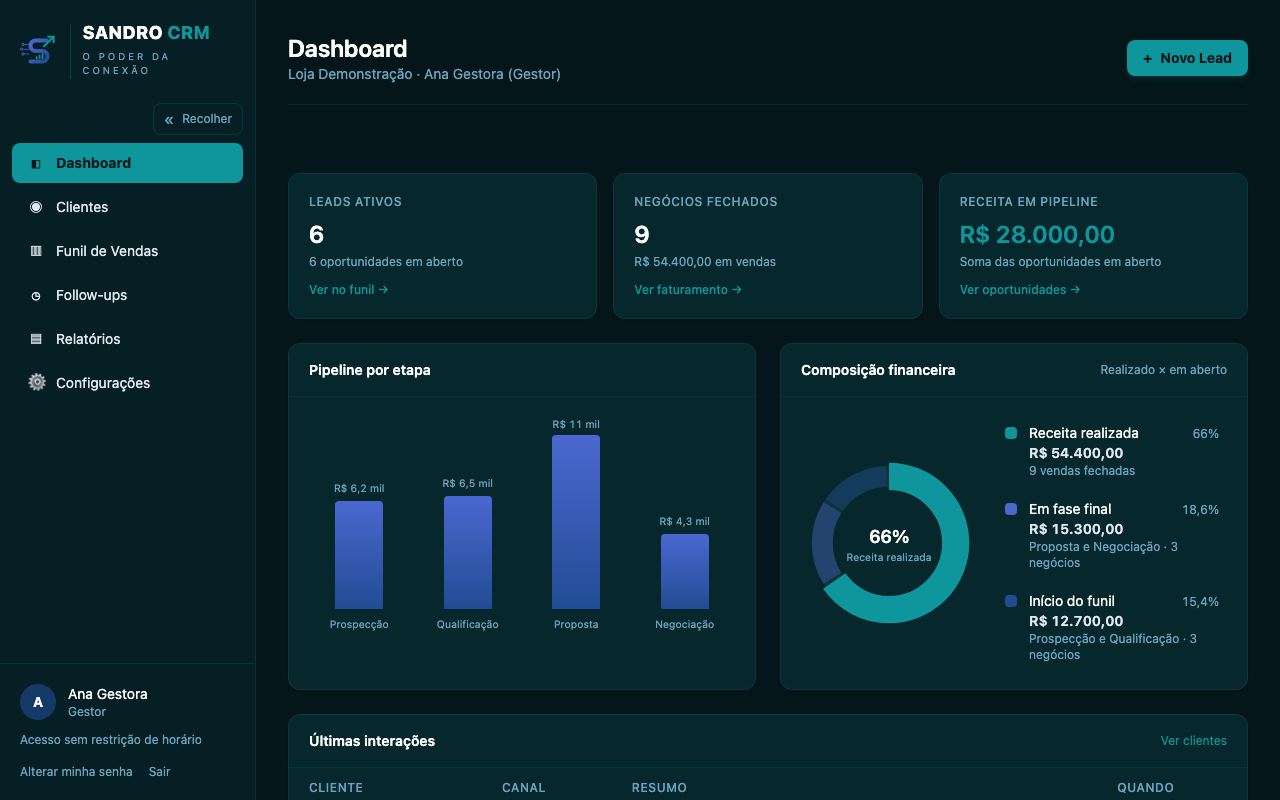 SANDRO CRM
O PODER DA
CONEXÃO
« Recolher
Dashboard
Clientes
Funil de Vendas
Follow-ups
Relatórios
Configurações
A
Ana Gestora
Gestor
Acesso sem restrição de horário
Alterar minha senha Sair
Dashboard
Loja Demonstração · Ana Gestora (Gestor)
+ Novo Lead
LEADS ATIVOS
6
6 oportunidades em aberto
Ver no funil →
NEGÓCIOS FECHADOS
9
R$ 54.400,00 em vendas
Ver faturamento →
RECEITA EM PIPELINE
R$ 28.000,00
Soma das oportunidades em aberto
Ver oportunidades →
Pipeline por etapa
R$ 6,2 mil
R$ 6,5 mil
R$ 11 mil
R$ 4,3 mil
Prospecção
Qualificação
Proposta
Negociação
Composição financeira
Realizado × em aberto
66%
Receita realizada
Receita realizada 66%
R$ 54.400,00
9 vendas fechadas
Em fase final 18,6%
R$ 15.300,00
Proposta e Negociação · 3
negócios
Início do funil 15,4%
R$ 12.700,00
Prospecção e Qualificação · 3
negócios
Últimas interações
Ver clientes
CLIENTE CANAL RESUMO QUANDO